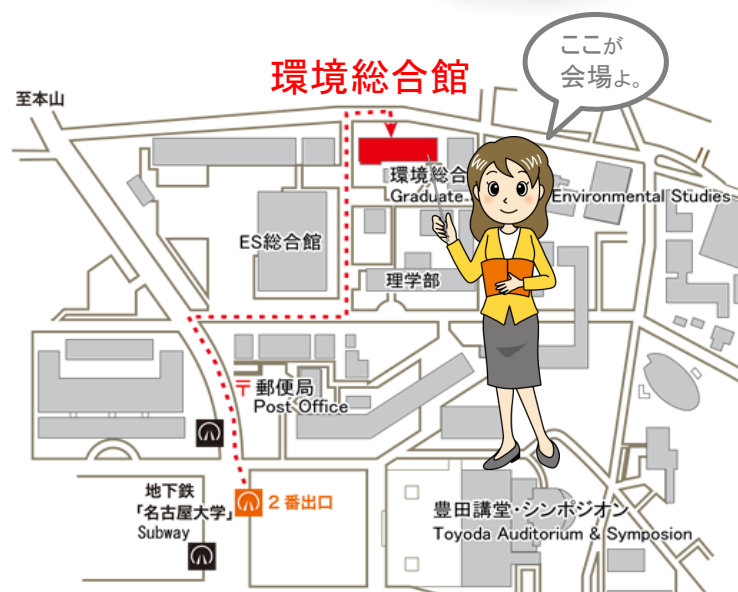 環境総合館
ここが
会場よ。
至本山
環境総合
Graduate
Environmental Studies
ES総合館
理学部
〒郵便局
Post Office
地下鉄
「名古屋大学」
Subway
2番出口
豊田講堂・シンポジオン
Toyoda Auditorium & Symposion